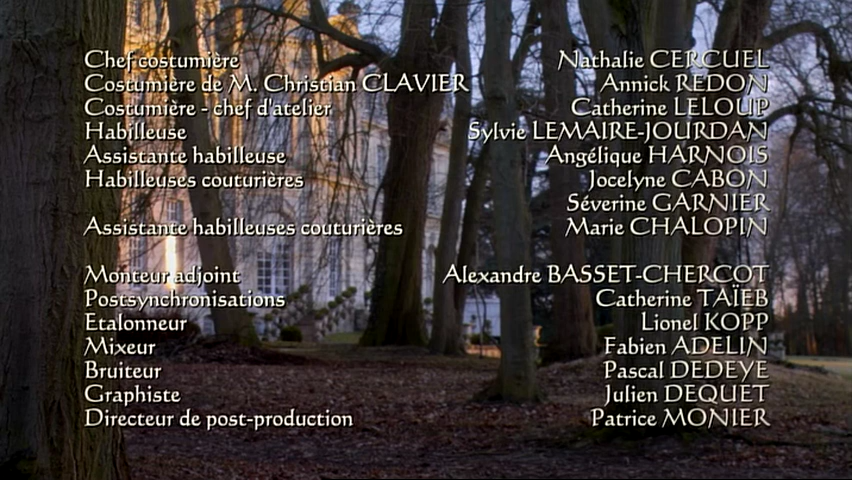 Chef costumière Nathalie CERCUEL
Costumière de M. Christian CLAVIER Annick REDON
Costumière - chef d'atelier Catherine LELOUP
Habilleuse Sylvie LEMAIRE-JOURDAN
Assistante habilleuse Angélique HARNOIS
Habilleuses couturières Jocelyne CABON
Séverine GARNIER
Assistante habilleuses couturières Marie CHALOPIN
Monteur adjoint Alexandre BASSET-CHERCOT
Postsynchronisations Catherine TAÏEB
Etalonneur Lionel KOPP
Mixeur Fabien ADELIN
Bruiteur Pascal DEDEYE
Graphiste Julien DEQUET
Directeur de post-production Patrice MONIER